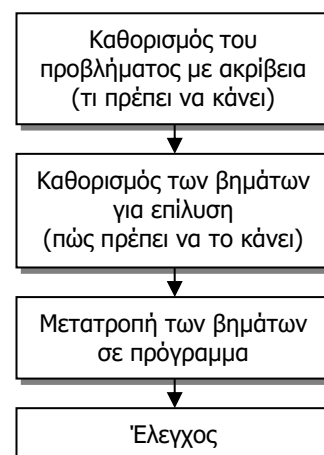 Καθορισμός του
προβλήματος με ακρίβεια
(τι πρέπει να κάνει)
Καθορισμός των βημάτων
για επίλυση
(πώς πρέπει να το κάνει)
Μετατροπή των βημάτων
σε πρόγραμμα
Έλεγχος